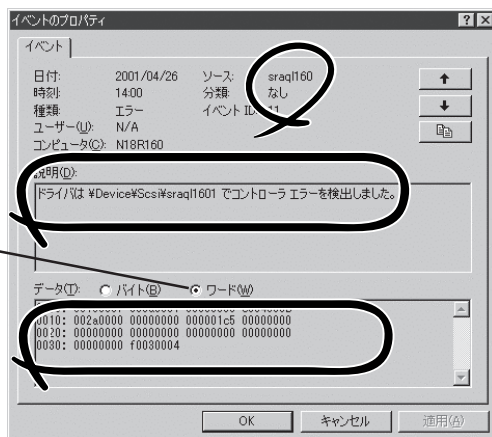 イベントのプロパティ
イベント
日付: 2001/04/26 ソース: sraql160
時刻: 14:00 分類: なし
種類: エラー イベント ID: 11
ユーザー(U): N/A
コンピュータ(C): N18R160
説明(D):
ドライバは ¥Device¥Scsi¥sraql1601 でコントローラ エラーを検出しました。
データ(T): バイト(B) ワード(W)
0010: 002a0000 00000000 000001c5 00000000
0020: 00000000 00000000 00000000 00000000
0030: 00000000 f0030004
OK キャンセル 適用(A)